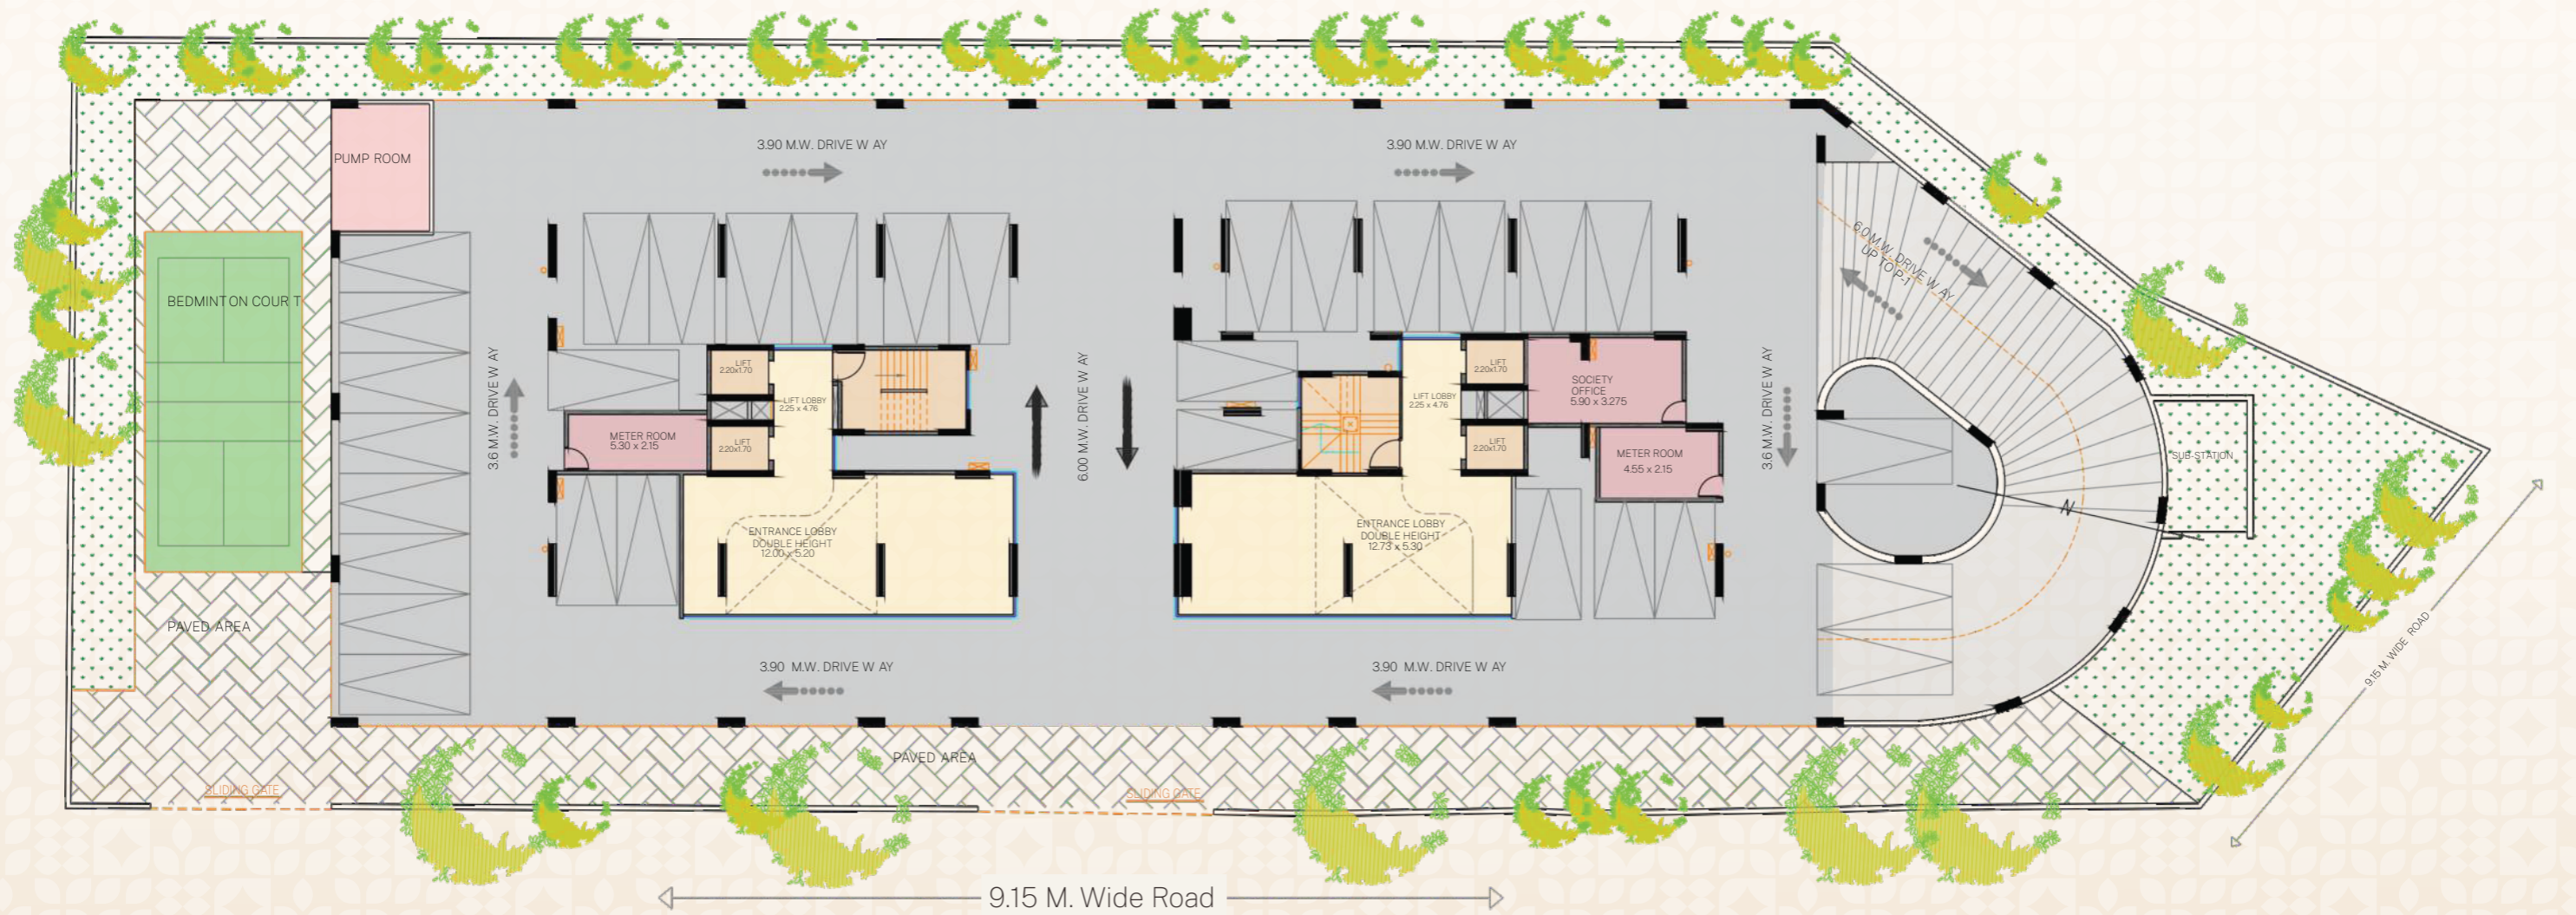 3.90 M.W. DRIVE W AY
3.90 M.W. DRIVE W AY
PUMP ROOM
6.0 M.W. DRIVE W AY
UP TO P-1
BEDMINTON COUR T
3.6 M.W. DRIVE W AY
LIFT
2.20x1.70
LIFT LOBBY
2.25 x 4.76
METER ROOM
5.30 x 2.15
LIFT
2.20x1.70
6.00 M.W. DRIVE W AY
LIFT
2.20x1.70
LIFT LOBBY
2.25 x 4.76
SOCIETY
OFFICE
5.90 x 3.275
LIFT
2.20x1.70
METER ROOM
4.55 x 2.15
3.6 M.W. DRIVE W AY
SUB-STATION
N
ENTRANCE LOBBY
DOUBLE HEIGHT
12.00 x 5.20
ENTRANCE LOBBY
DOUBLE HEIGHT
12.73 x 5.30
PAVED AREA
3.90 M.W. DRIVE W AY
3.90 M.W. DRIVE W AY
9.15 M. WIDE ROAD
PAVED AREA
SLIDING GATE
SLIDING GATE
9.15 M. Wide Road